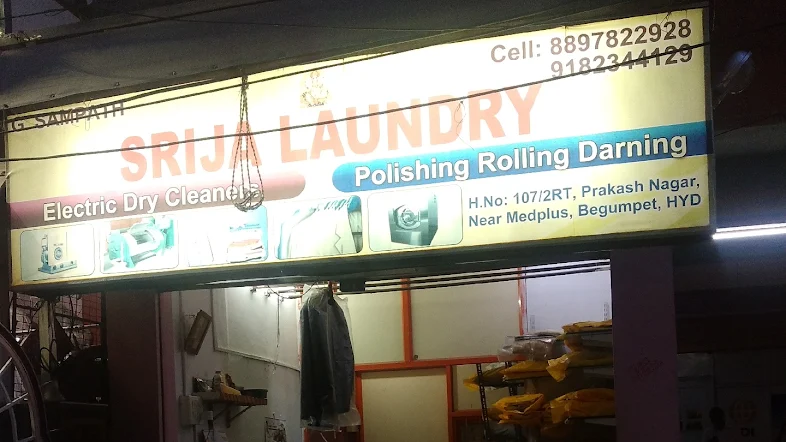 Cell: 8897822928
9182344129
G SAMPATH
SRIJA LAUNDRY
Electric Dry Cleaners
Polishing Rolling Darning
H.No: 107/2RT, Prakash Nagar,
Near Medplus, Begumpet, HYD